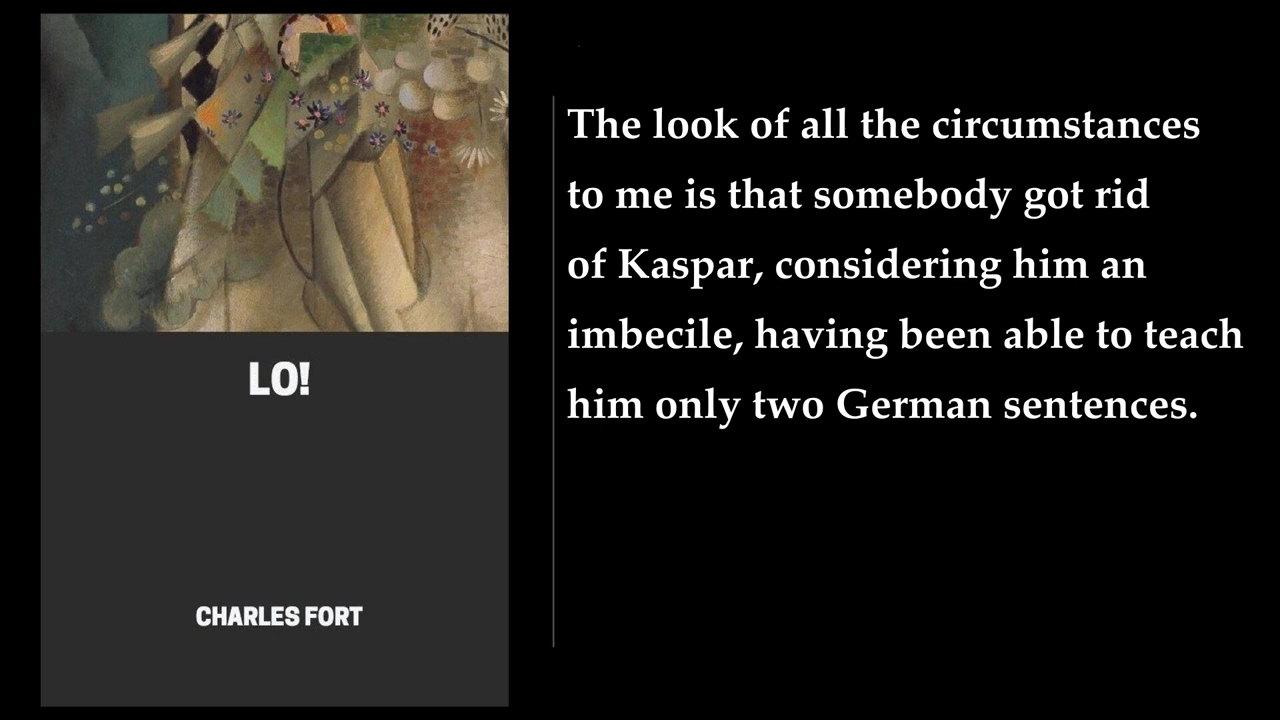 LO!
CHARLES FORT
The look of all the circumstances
to me is that somebody got rid
of Kaspar, considering him an
imbecile, having been able to teach
him only two German sentences.